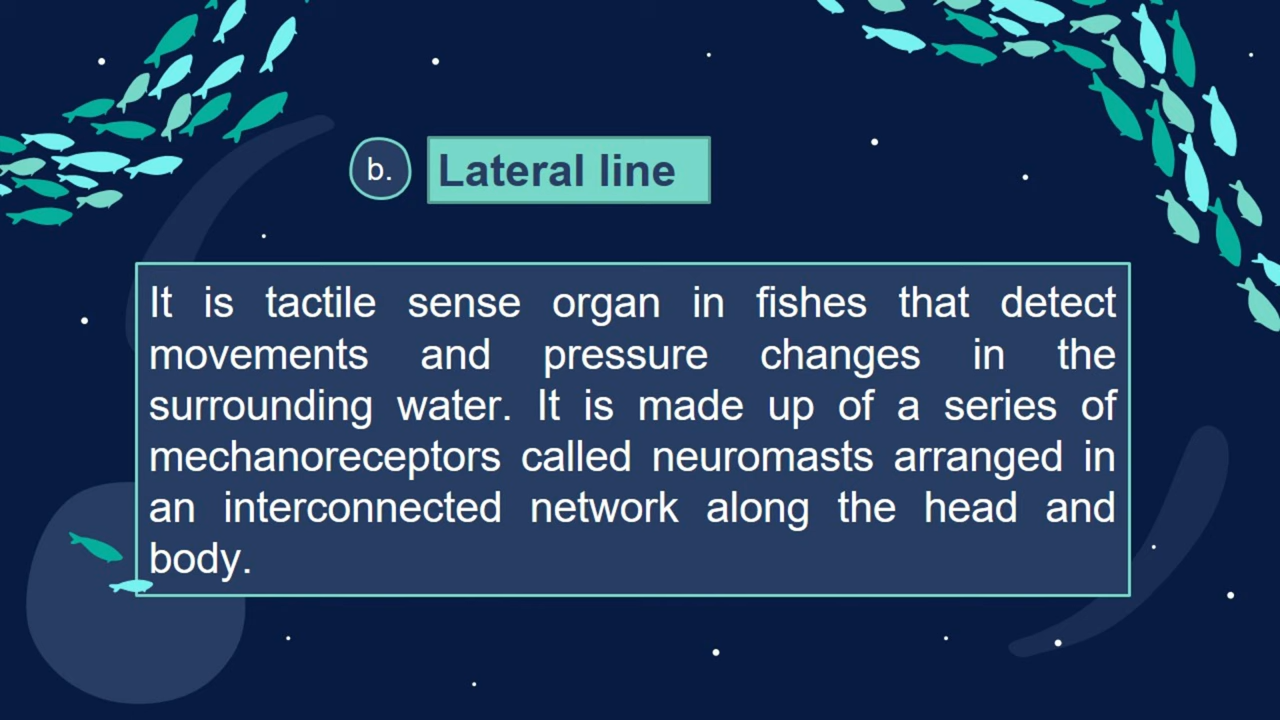 b. Lateral line
It is tactile sense organ in fishes that detect
movements and pressure changes in the
surrounding water. It is made up of a series of
mechanoreceptors called neuromasts arranged in
an interconnected network along the head and
body.